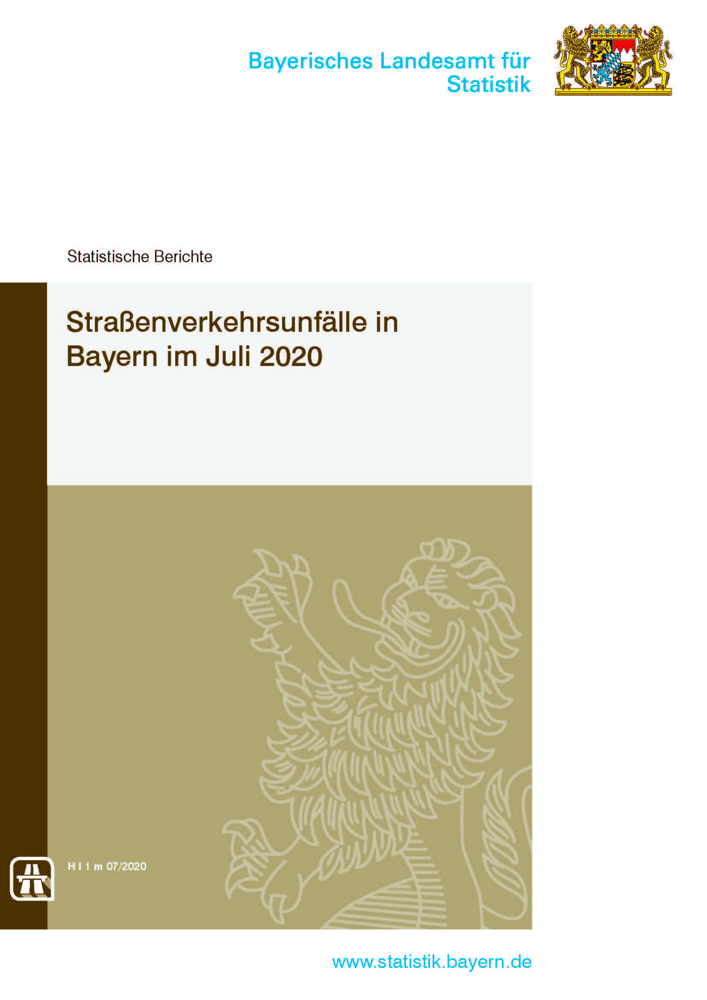 Bayerisches Landesamt für
Statistik
Statistische Berichte
Straßenverkehrsunfälle in
Bayern im Juli 2020
H I 1 m 07/2020
www.statistik.bayern.de